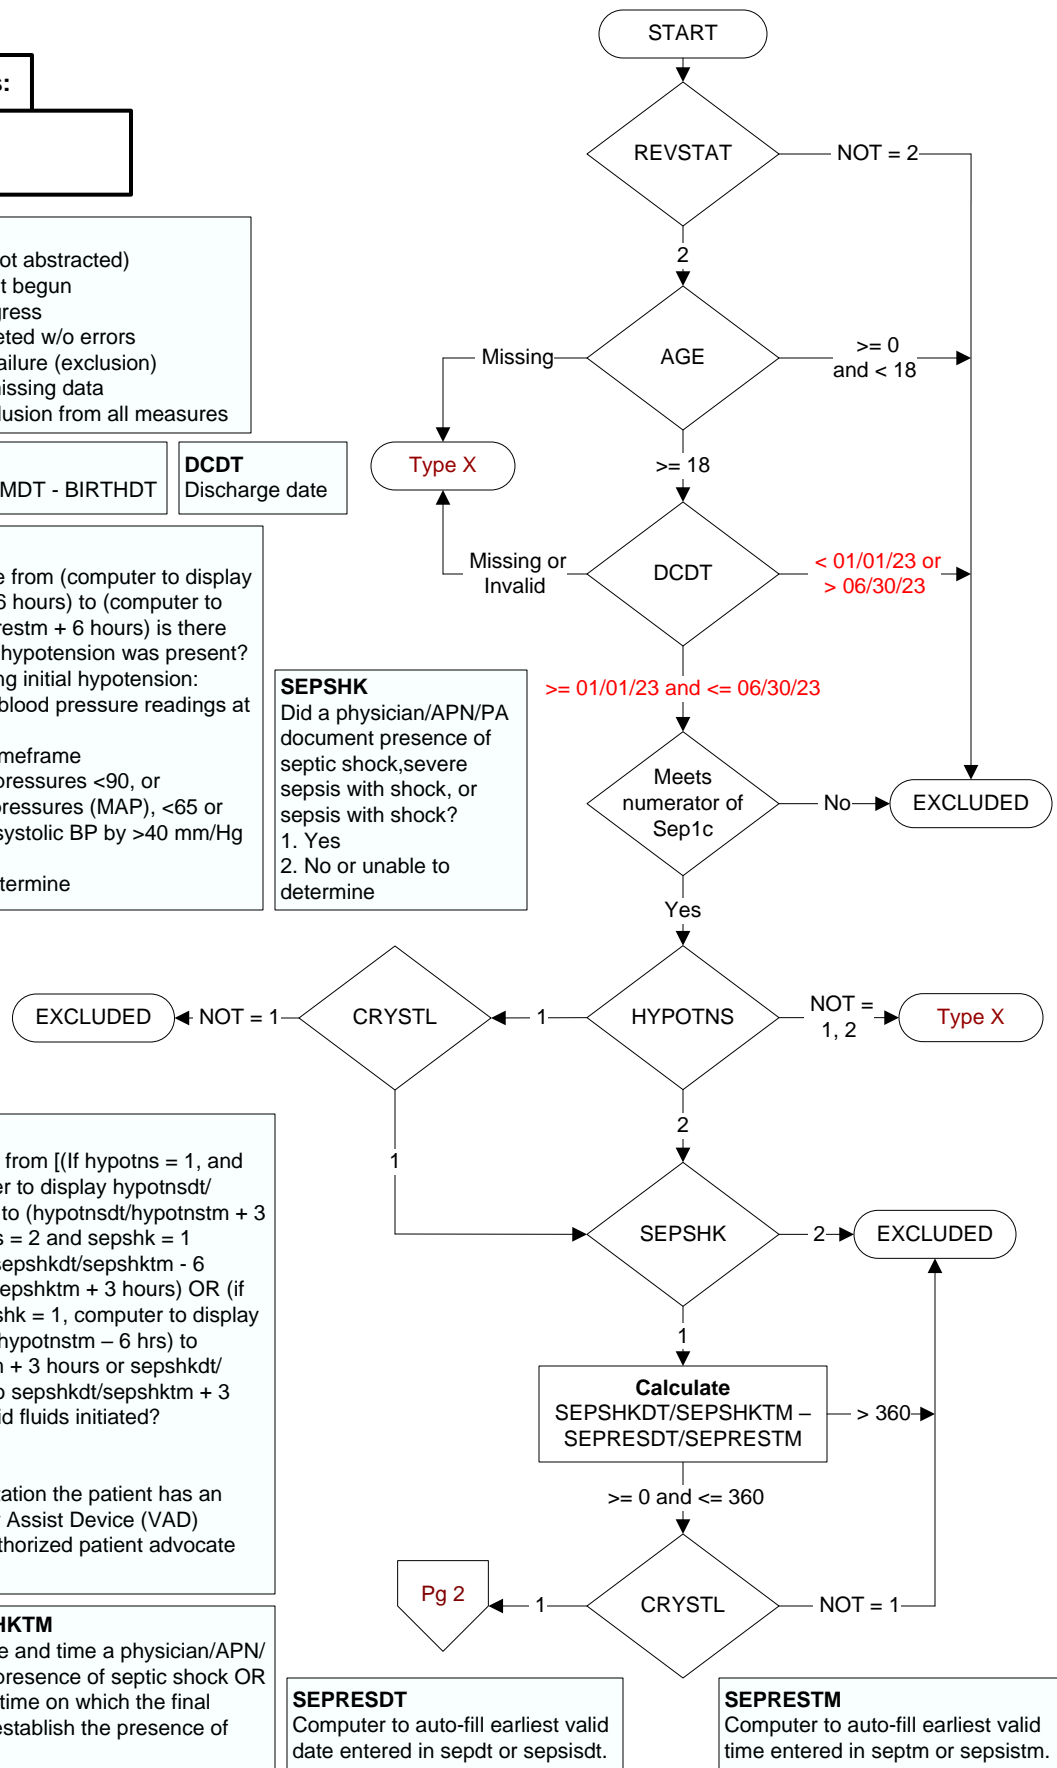 START
s:
REVSTAT
NOT = 2
2
ot abstracted)
t begun
gress
eted w/o errors
ailure (exclusion)
nissing data
lusion from all measures
Missing
AGE
>= 0
and < 18
MDT - BIRTHDT
DCDT
Discharge date
Type X
>= 18
e from (computer to display
6 hours) to (computer to
restm + 6 hours) is there
hypotension was present?
ng initial hypotension:
blood pressure readings at
meframe
pressures <90, or
pressures (MAP), <65 or
systolic BP by >40 mm/Hg
termine
Missing or
Invalid
DCDT
< 01/01/23 or
> 06/30/23
SEPSHK
Did a physician/APN/PA
document presence of
septic shock,severe
sepsis with shock, or
sepsis with shock?
1. Yes
2. No or unable to
determine
>= 01/01/23 and <= 06/30/23
Meets
numerator of
Sep1c
No
EXCLUDED
Yes
EXCLUDED
NOT = 1
CRYSTL
1
HYPOTNS
NOT =
1, 2
Type X
1
2
from [(If hypotns = 1, and
er to display hypotnsdt/
to (hypotnsdt/hypotnstm + 3
s = 2 and sepshk = 1
sepshkdt/sepshktm - 6
sepshktm + 3 hours) OR (if
shk = 1, computer to display
hypotnstm – 6 hrs) to
n + 3 hours or sepshkdt/
o sepshkdt/sepshktm + 3
id fluids initiated?
tation the patient has an
r Assist Device (VAD)
thorized patient advocate
SEPSHK
2
EXCLUDED
1
Calculate
SEPSHKDT/SEPSHKTM –
SEPRESDT/SEPRESTM
> 360
>= 0 and <= 360
Pg 2
1
CRYSTL
NOT = 1
HKTM
e and time a physician/APN/
presence of septic shock OR
time on which the final
establish the presence of
SEPRESDT
Computer to auto-fill earliest valid
date entered in sepdt or sepsisdt.
SEPRESTM
Computer to auto-fill earliest valid
time entered in septm or sepsistm.